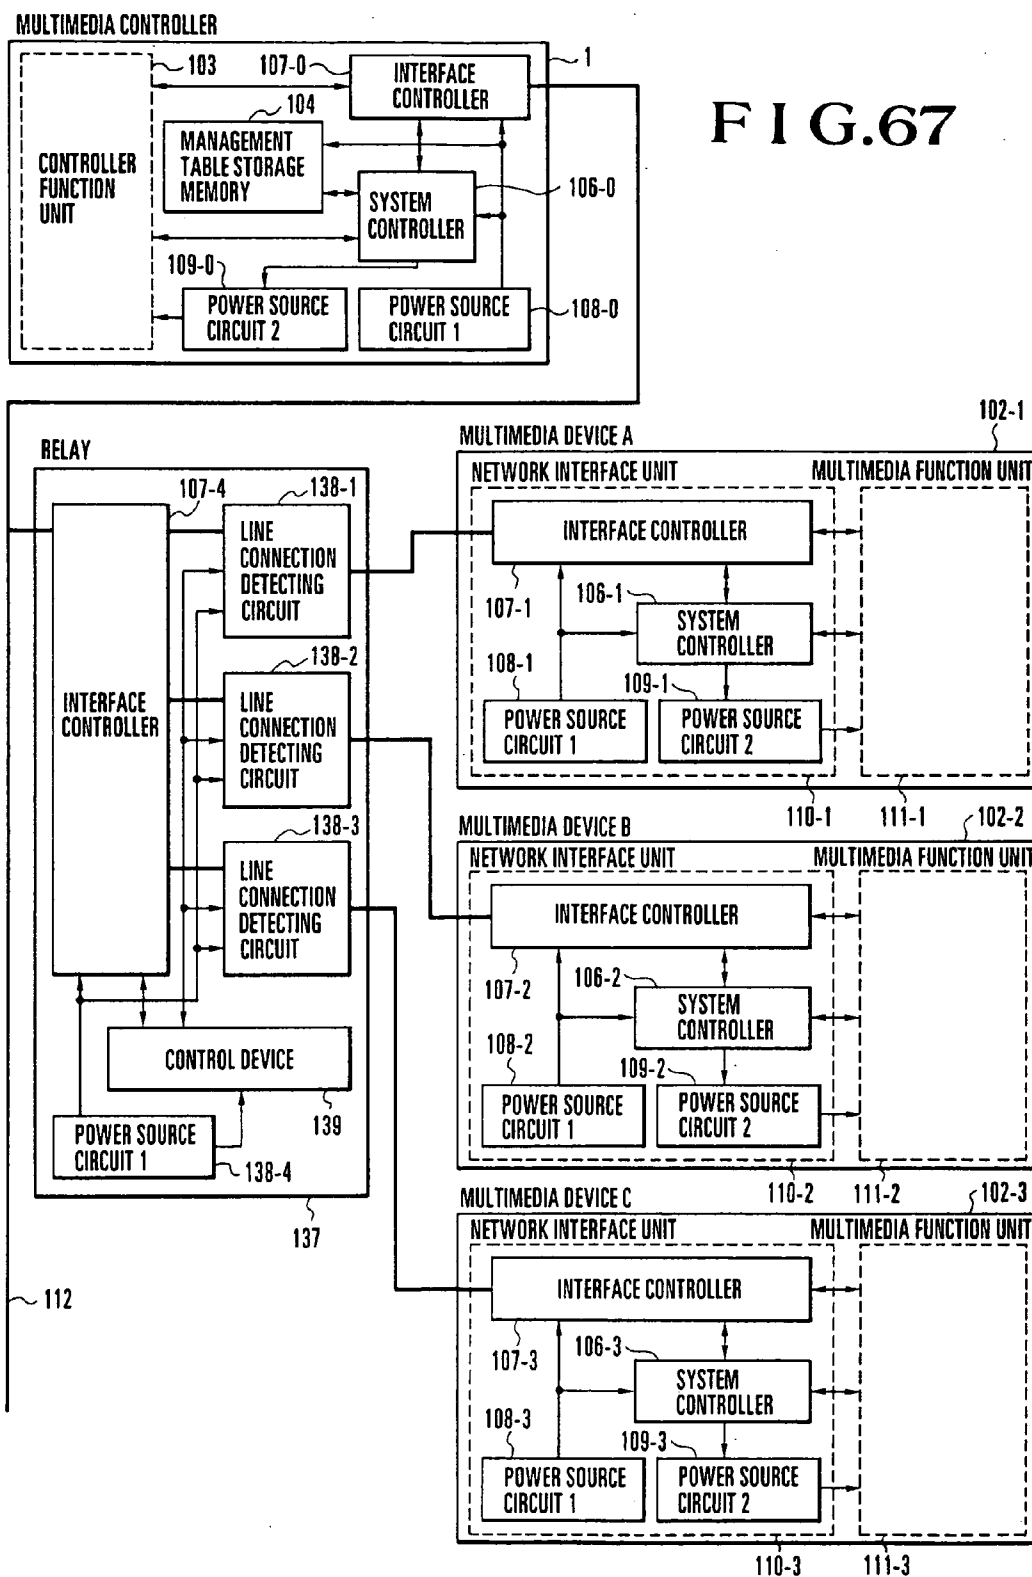 MULTIMEDIA CONTROLLER
FIG.67
103
107-0
1
INTERFACE
CONTROLLER
104
MANAGEMENT
TABLE STORAGE
MEMORY
CONTROLLER
FUNCTION
UNIT
106-0
SYSTEM
CONTROLLER
109-0
POWER SOURCE
CIRCUIT 2
POWER SOURCE
CIRCUIT 1
108-0
RELAY
107-4
138-1
LINE
CONNECTION
DETECTING
CIRCUIT
138-2
LINE
CONNECTION
DETECTING
CIRCUIT
INTERFACE
CONTROLLER
138-3
LINE
CONNECTION
DETECTING
CIRCUIT
CONTROL DEVICE
139
POWER SOURCE
CIRCUIT 1
138-4
137
112
102-1
MULTIMEDIA DEVICE A
NETWORK INTERFACE UNIT
MULTIMEDIA FUNCTION UNIT
INTERFACE CONTROLLER
107-1
106-1
SYSTEM
CONTROLLER
108-1
109-1
POWER SOURCE
CIRCUIT 1
POWER SOURCE
CIRCUIT 2
110-1
111-1
102-2
MULTIMEDIA DEVICE B
NETWORK INTERFACE UNIT
MULTIMEDIA FUNCTION UNIT
INTERFACE CONTROLLER
107-2
106-2
SYSTEM
CONTROLLER
108-2
109-2
POWER SOURCE
CIRCUIT 1
POWER SOURCE
CIRCUIT 2
110-2
111-2
102-3
MULTIMEDIA DEVICE C
NETWORK INTERFACE UNIT
MULTIMEDIA FUNCTION UNIT
INTERFACE CONTROLLER
107-3
106-3
SYSTEM
CONTROLLER
108-3
109-3
POWER SOURCE
CIRCUIT 1
POWER SOURCE
CIRCUIT 2
110-3
111-3